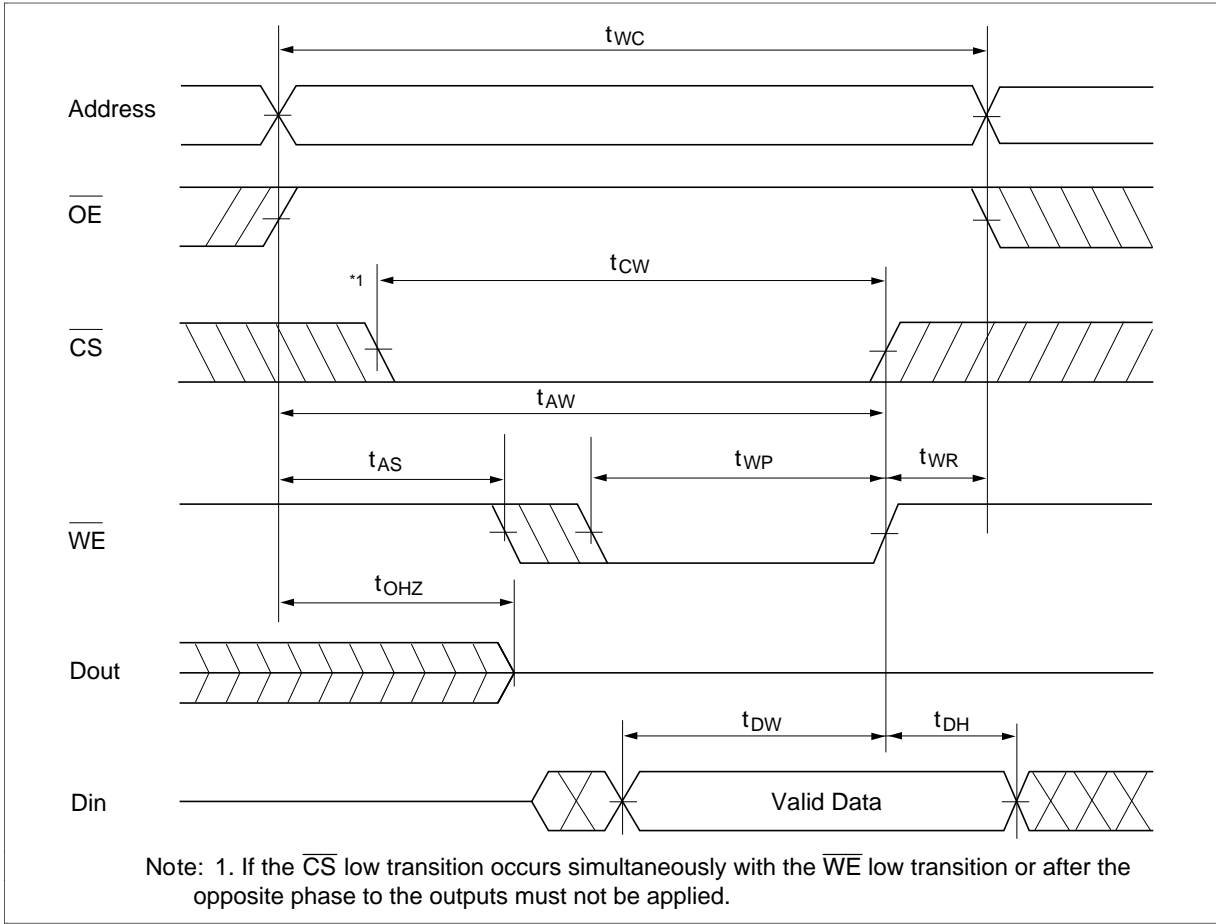 tWC
Address
OE
tCW
*1
CS
tAW
tAS
tWP
tWR
WE
tOHZ
Dout
tDW
tDH
Din
Valid Data
Note: 1. If the CS low transition occurs simultaneously with the WE low transition or after the
opposite phase to the outputs must not be applied.